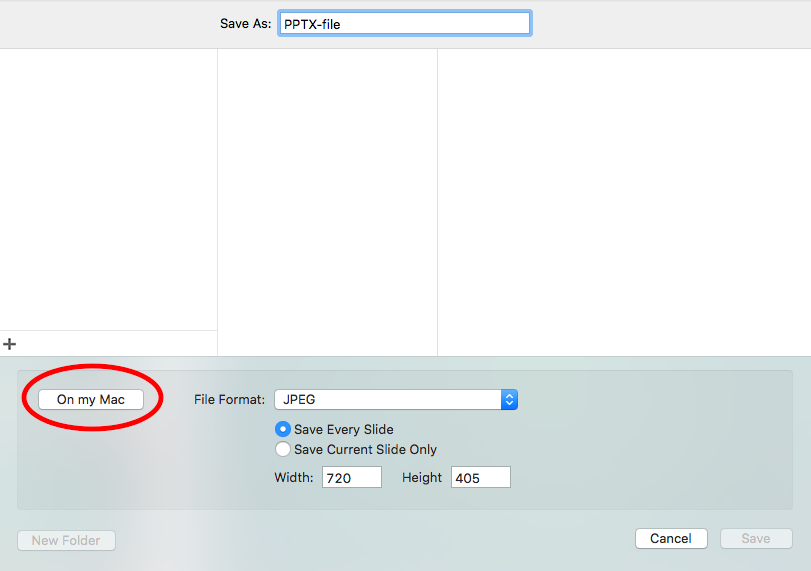 Save As: PPTX-file
On my Mac File Format: JPEG
Save Every Slide
Save Current Slide Only
Width: 720 Height 405
New Folder Cancel Save